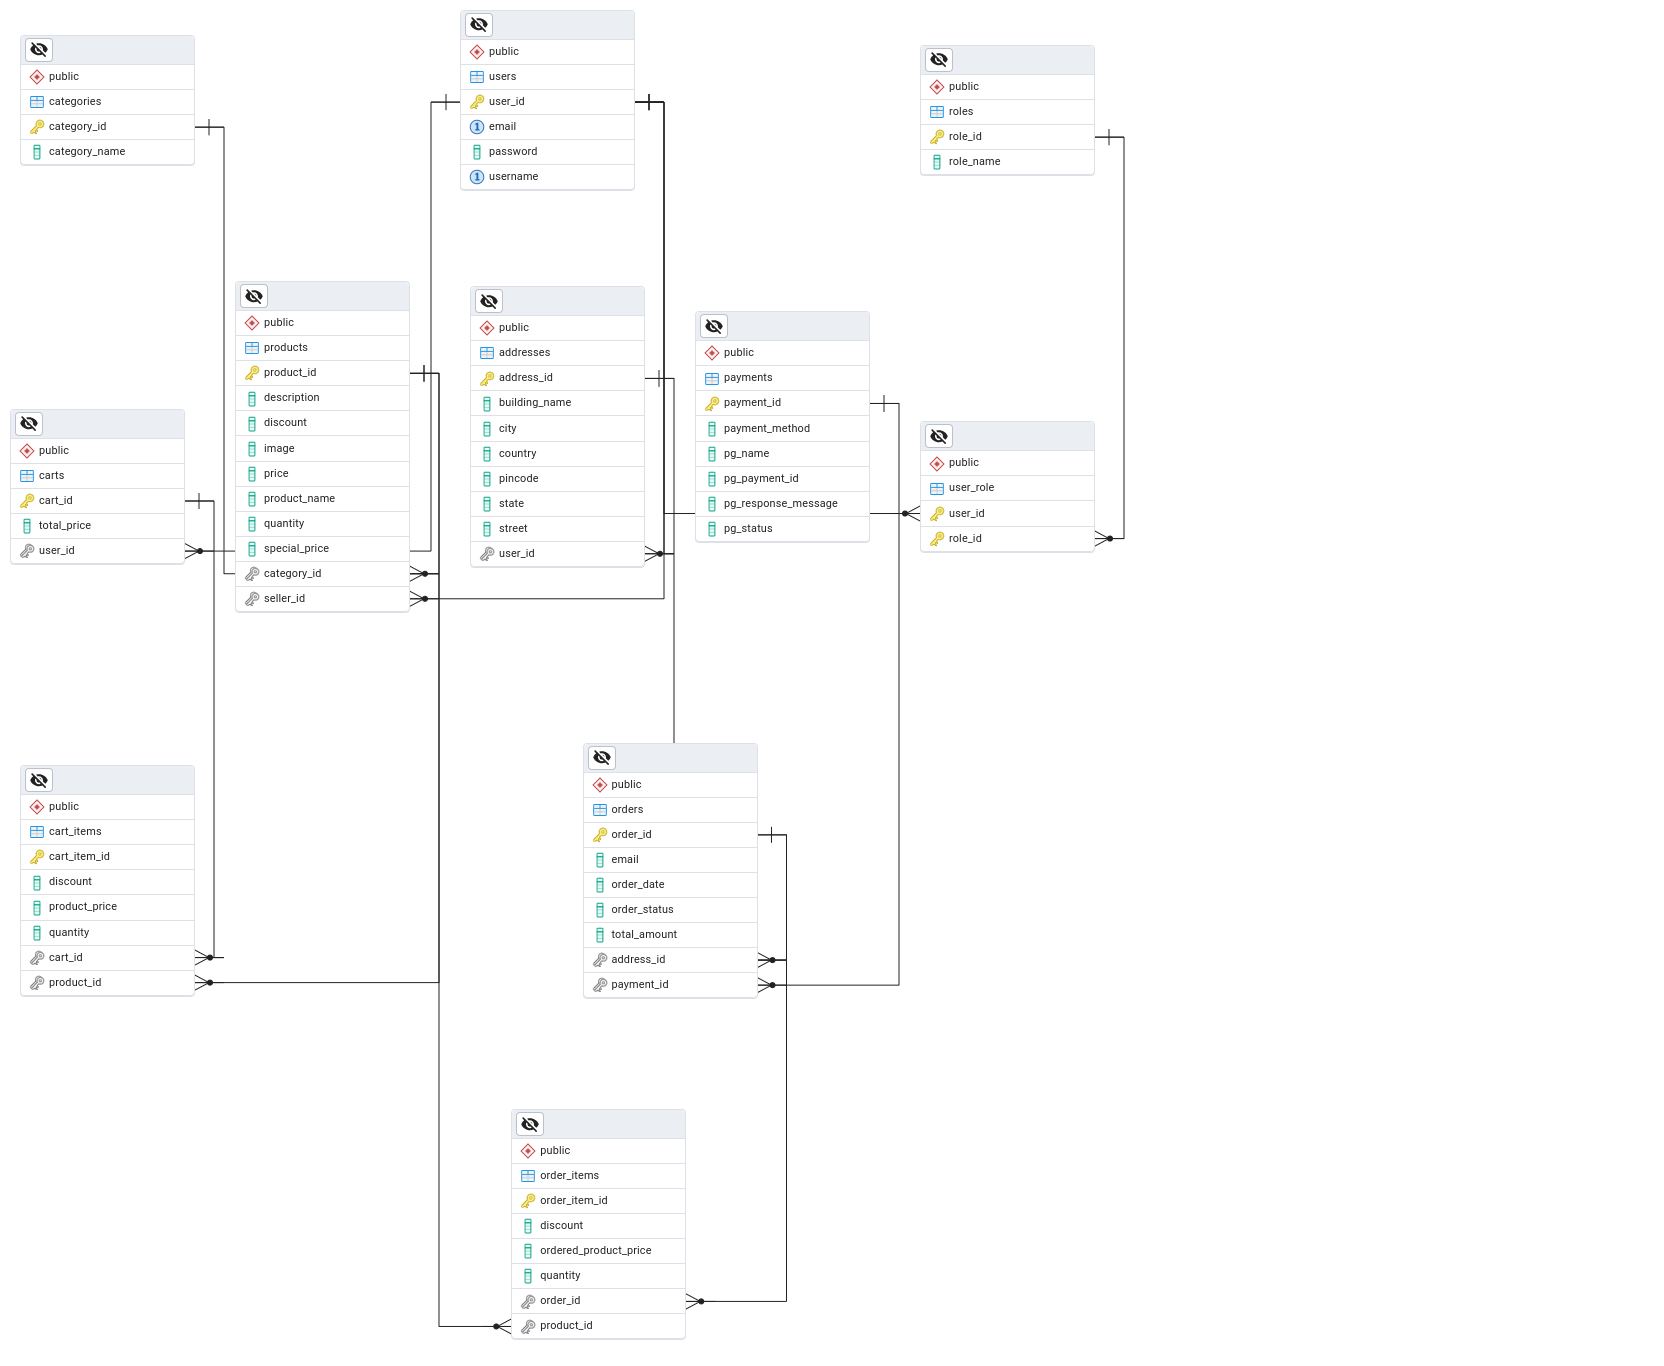 public
categories
category_id
category_name
public
users
user_id
email
password
username
public
roles
role_id
role_name
public
products
product_id
description
discount
image
price
product_name
quantity
special_price
category_id
seller_id
public
addresses
address_id
building_name
city
country
pincode
state
street
user_id
public
payments
payment_id
payment_method
pg_name
pg_payment_id
pg_response_message
pg_status
public
carts
cart_id
total_price
user_id
public
user_role
user_id
role_id
public
cart_items
cart_item_id
discount
product_price
quantity
cart_id
product_id
public
orders
order_id
email
order_date
order_status
total_amount
address_id
payment_id
public
order_items
order_item_id
discount
ordered_product_price
quantity
order_id
product_id